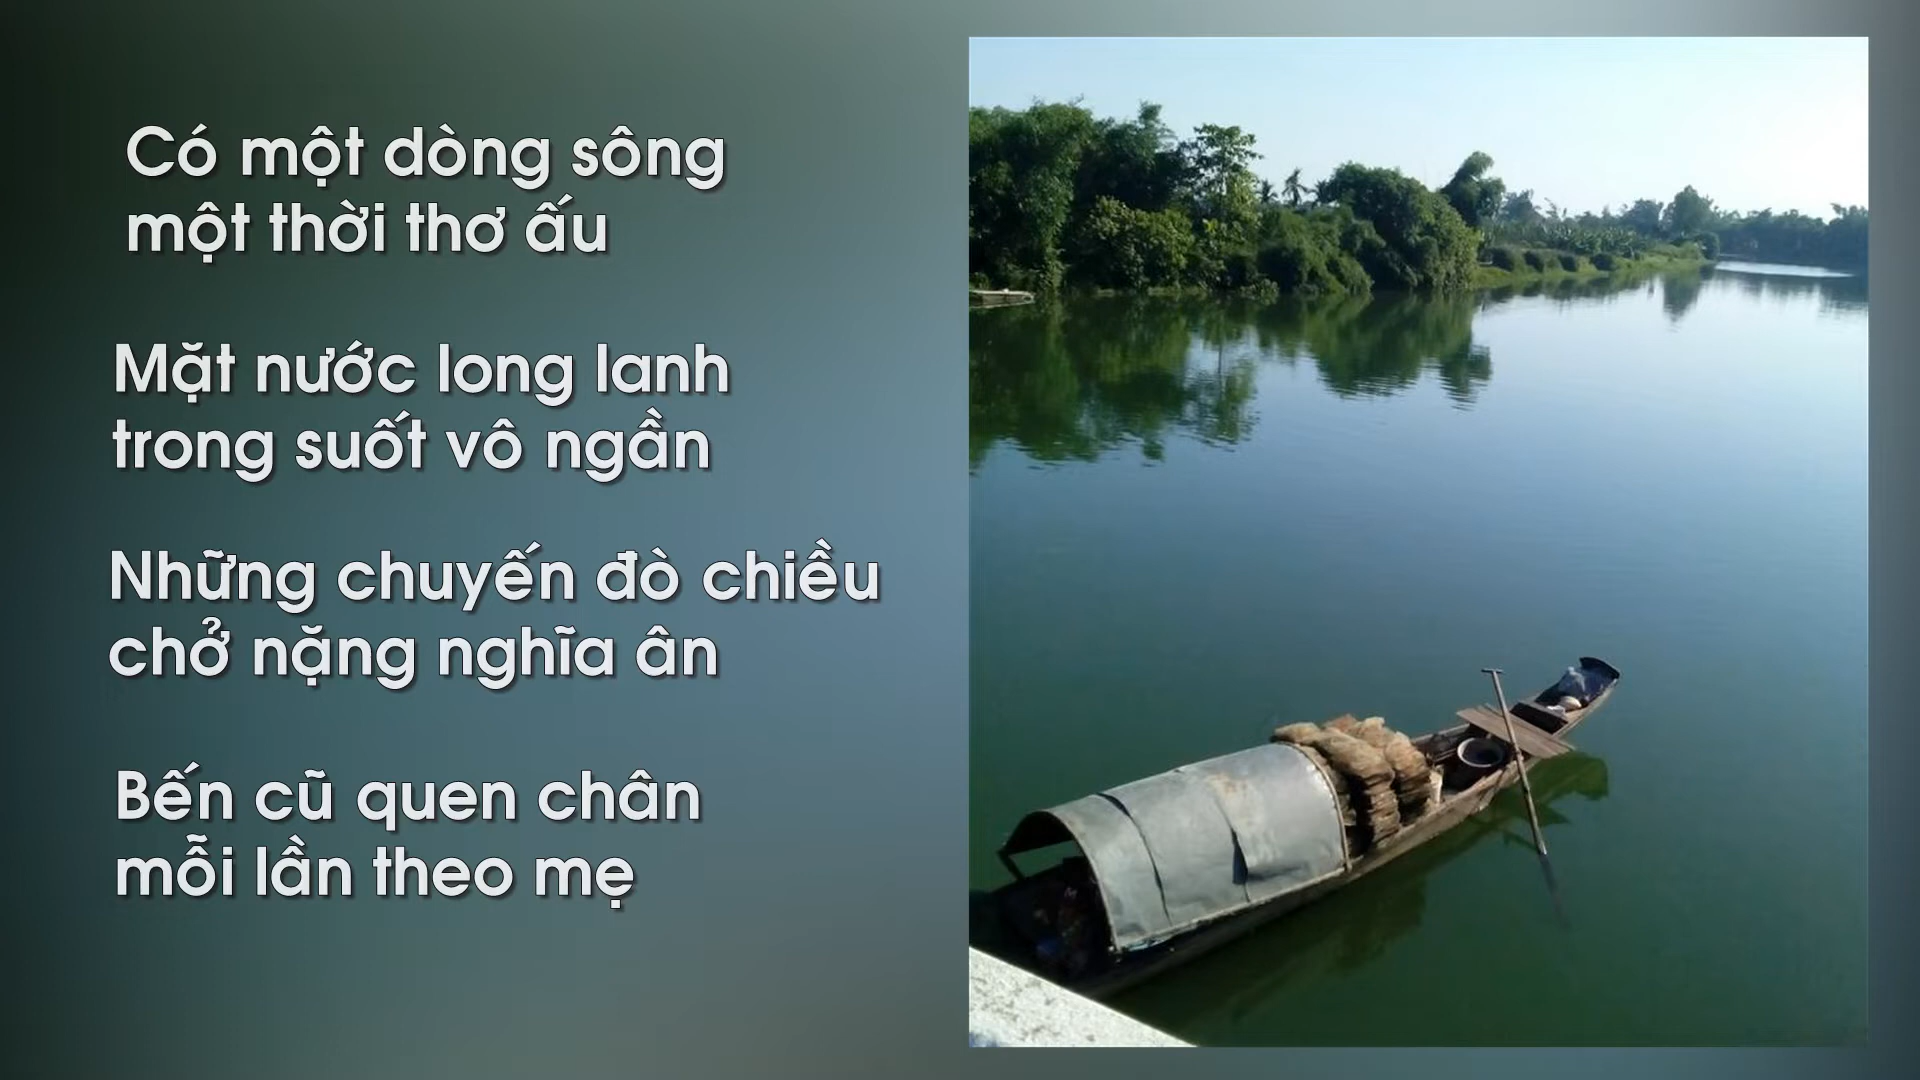 Có một dòng sông
một thời thơ ấu
Mặt nước long lanh
trong suốt vô ngần
Những chuyến đò chiều
chở nặng nghĩa ân
Bến cũ quen chân
mỗi lần theo mẹ